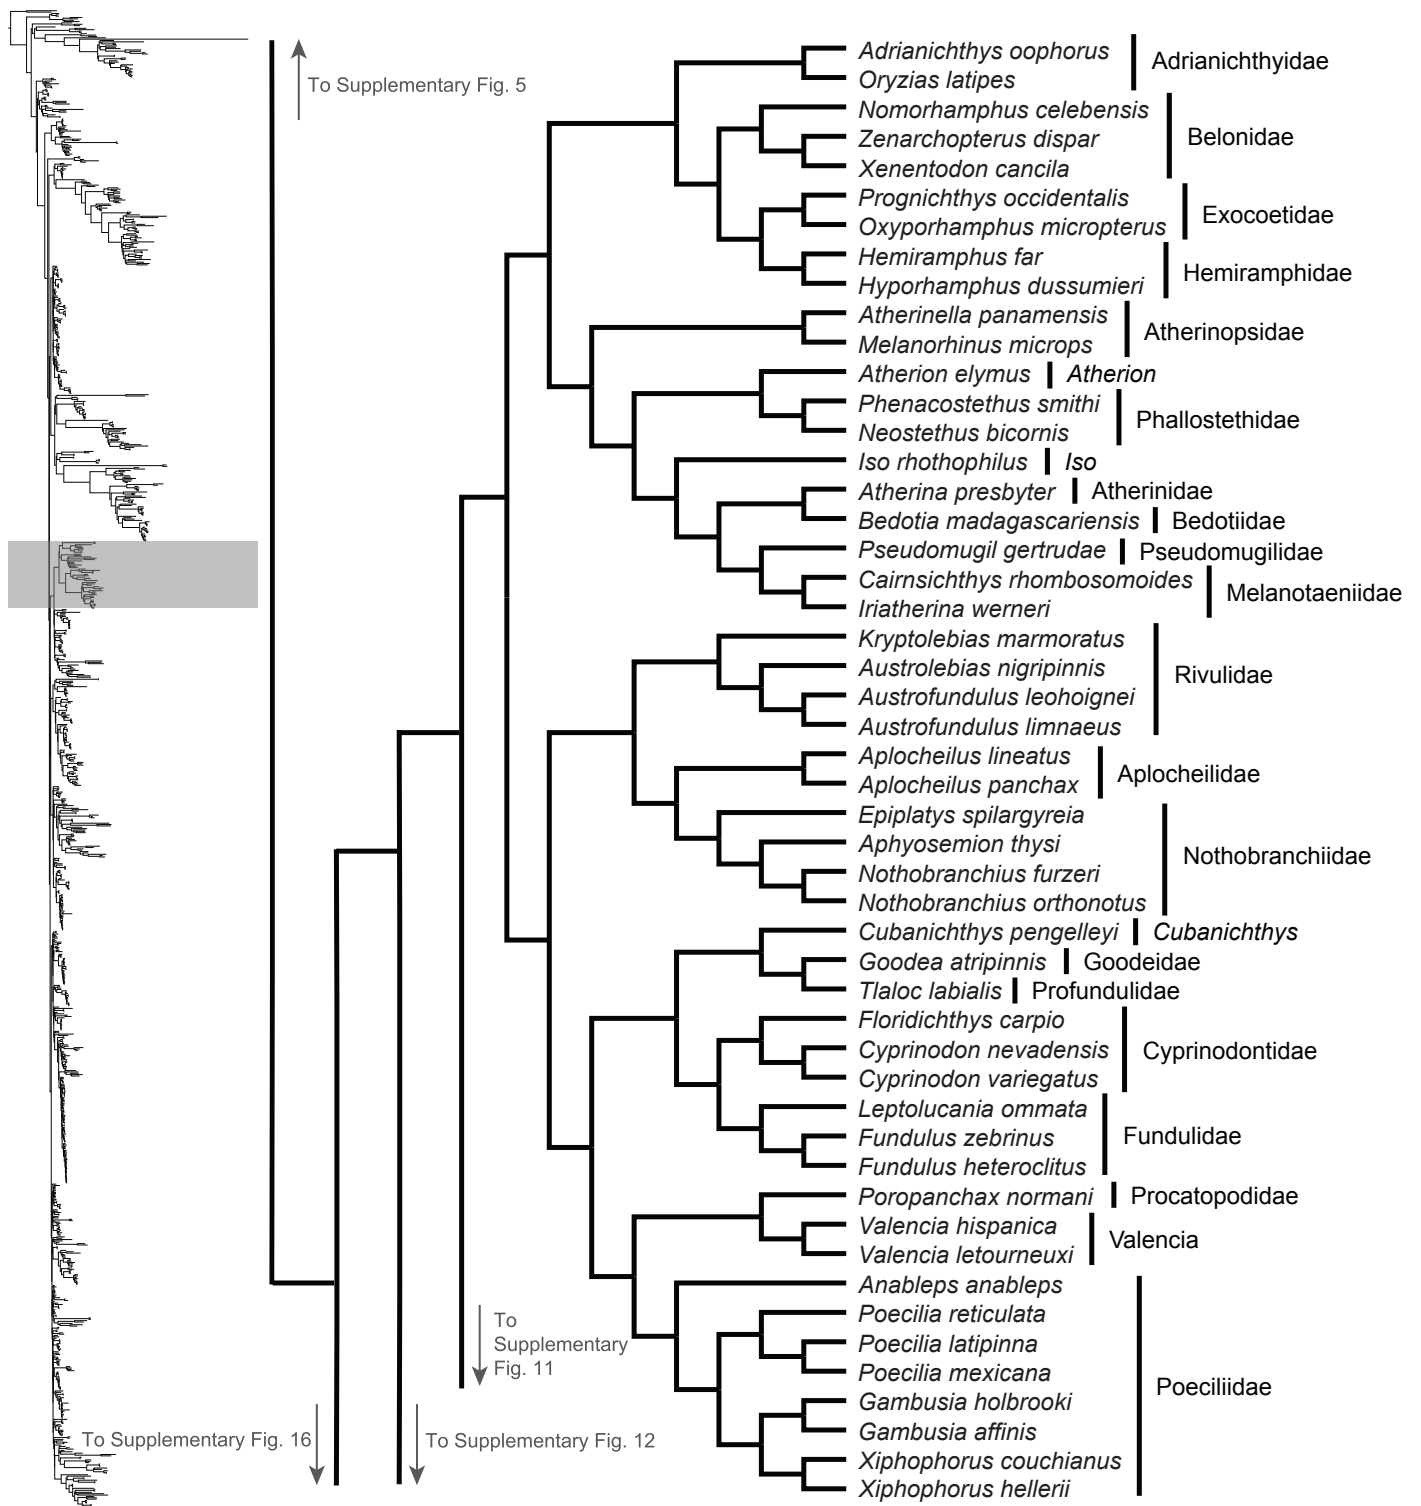 To Supplementary Fig. 5
Adrianichthys oophorus
Oryzias latipes
Adrianichthyidae
Nomorhamphus celebensis
Zenarchopterus dispar
Xenentodon cancila
Belonidae
Prognichthys occidentalis
Oxyporhamphus micropterus
Exocoetidae
Hemiramphus far
Hyporhamphus dussumieri
Hemiramphidae
Atherinella panamensis
Melanorhinus microps
Atherinopsidae
Atherion elymus
Atherion
Phenacostethus smithi
Neostethus bicornis
Phallostethidae
Iso rhothophilus
Iso
Atherina presbyter
Atherinidae
Bedotia madagascariensis
Bedotiidae
Pseudomugil gertrudae
Pseudomugilidae
Cairnsichthys rhombosomoides
Iriatherina werneri
Melanotaeniidae
Kryptolebias marmoratus
Austrolebias nigripinnis
Austrofundulus leohoignei
Austrofundulus limnaeus
Rivulidae
Aplocheilus lineatus
Aplocheilus panchax
Aplocheilidae
Epiplatys spilargyreia
Aphyosemion thysi
Nothobranchius furzeri
Nothobranchius orthonotus
Nothobranchiidae
Cubanichthys pengelleyi
Cubanichthys
Goodea atripinnis
Goodeidae
Tlaloc labialis
Profundulidae
Floridichthys carpio
Cyprinodon nevadensis
Cyprinodon variegatus
Cyprinodontidae
Leptolucania ommata
Fundulus zebrinus
Fundulus heteroclitus
Fundulidae
Poropanchax normani
Procatopodidae
Valencia hispanica
Valencia letourneuxi
Valencia
Anableps anableps
Poecilia reticulata
Poecilia latipinna
Poecilia mexicana
Gambusia holbrooki
Gambusia affinis
Xiphophorus couchianus
Xiphophorus hellerii
Poeciliidae
To
Supplementary
Fig. 11
To Supplementary Fig. 16
To Supplementary Fig. 12